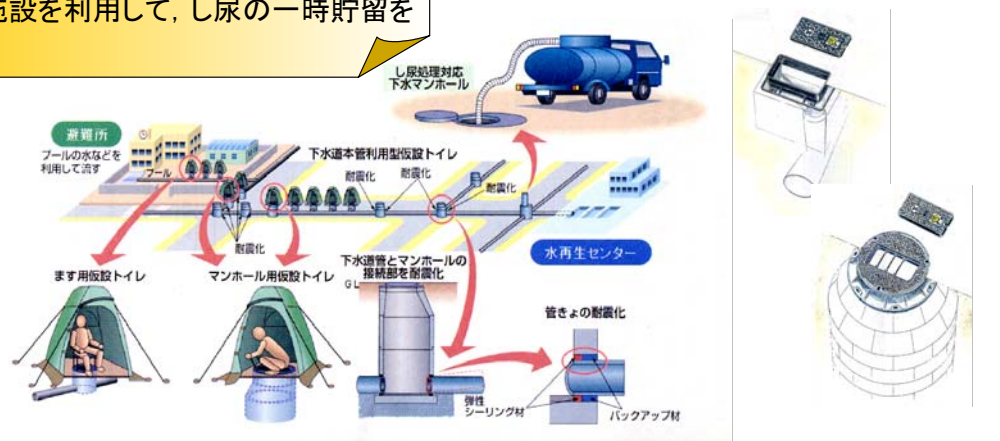 施設を利用して，し尿の一時貯留を
し尿処理対応
下水マンホール
避難所
プールの水などを
利用して流す
プール
下水道本管利用型仮設トイレ
耐震化
耐震化
耐震化
耐震化
水再生センター
ます用仮設トイレ
マンホール用仮設トイレ
下水道管とマンホールの
接続部を耐震化
GL
管きょの耐震化
弾性
シーリング材
バックアップ材